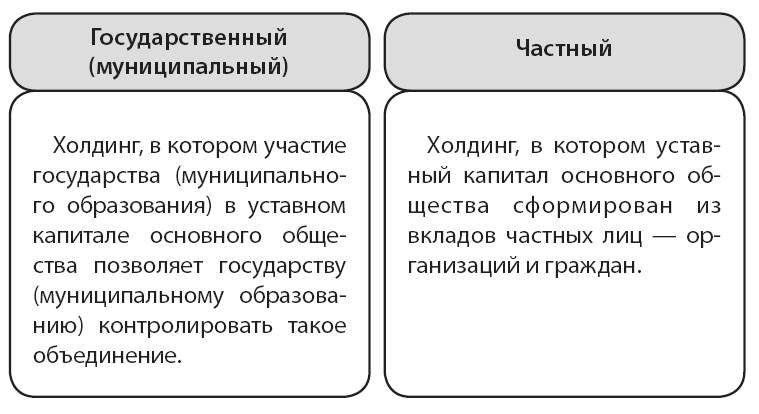 Государственный
(муниципальный)
Холдинг, в котором участие
государства (муниципально-
го образования) в уставном
капитале основного обще-
ства позволяет государству
(муниципальному образова-
нию) контролировать такое
объединение.
Частный
Холдинг, в котором устав-
ный капитал основного об-
щества сформирован из
вкладов частных лиц — ор-
ганизаций и граждан.